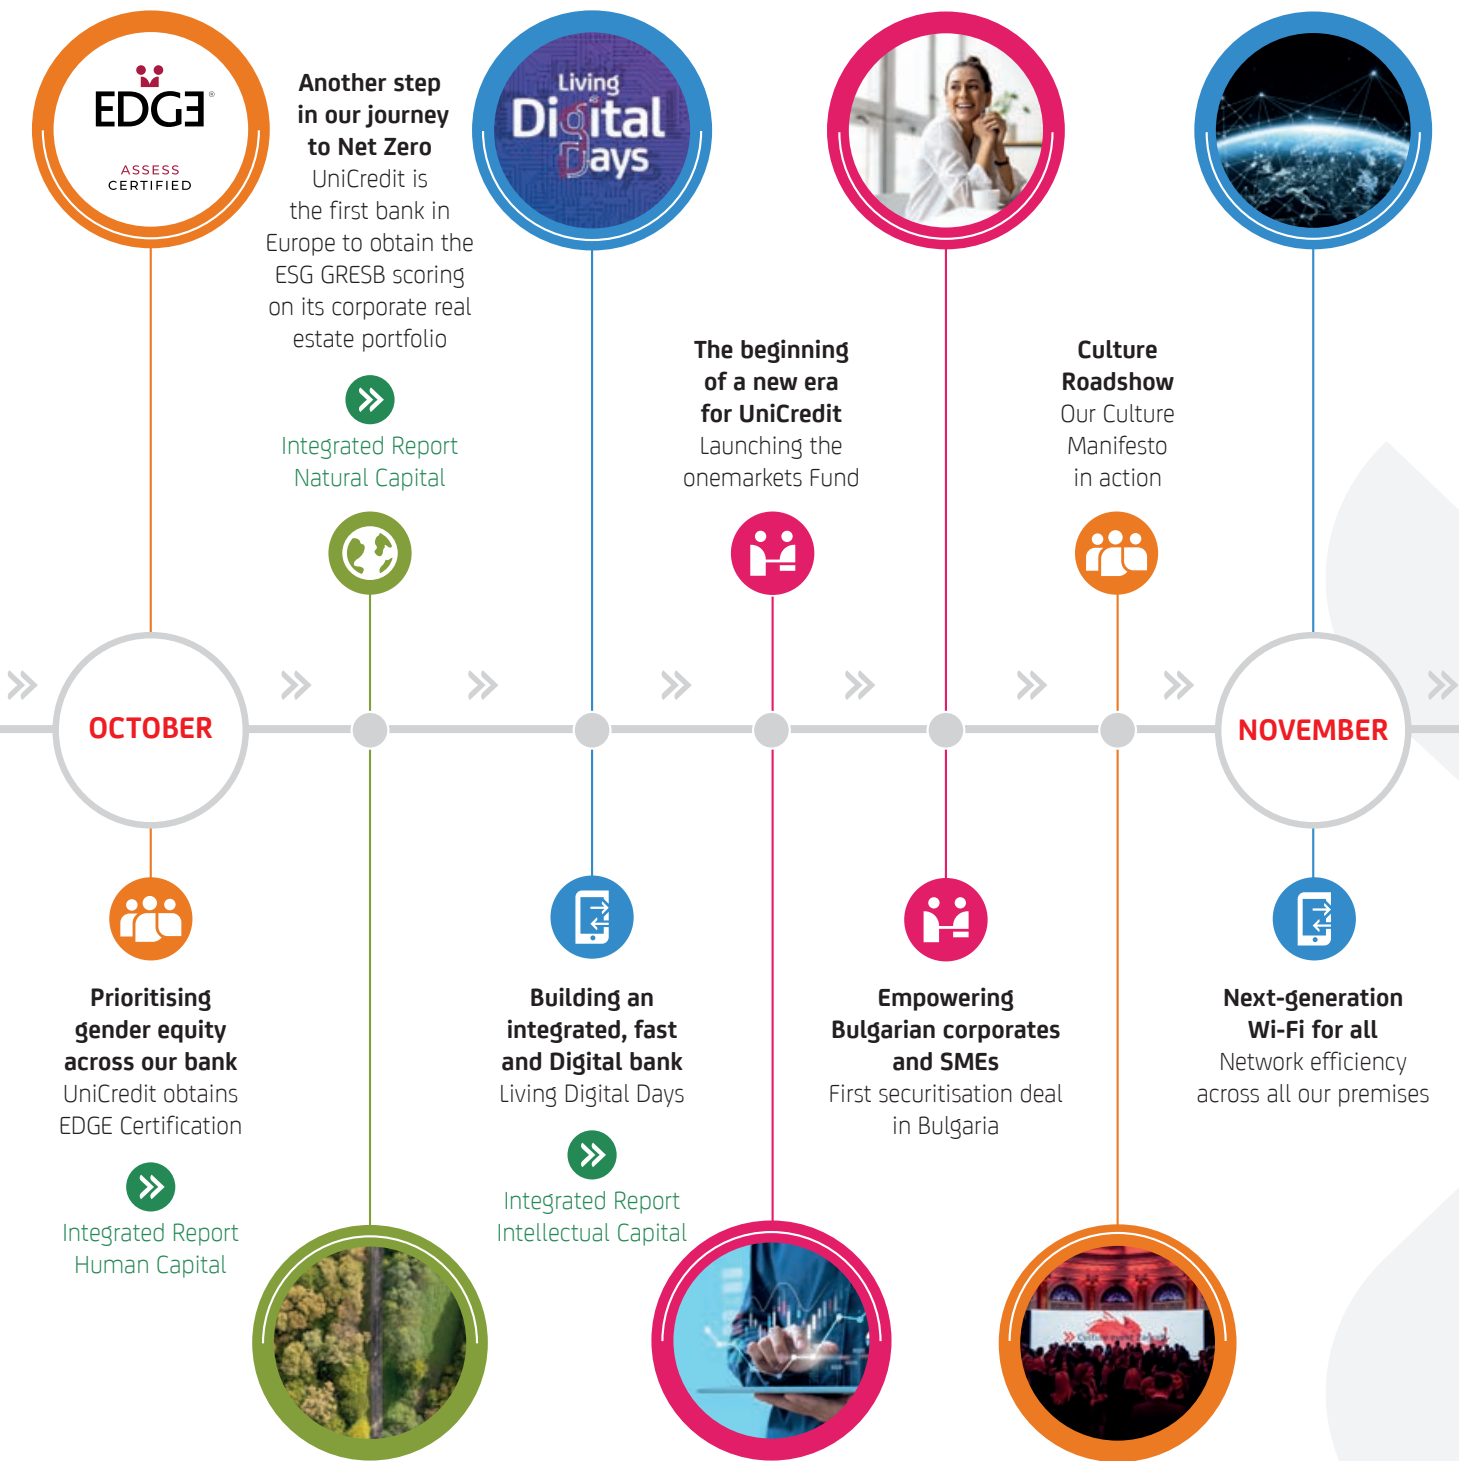 EDGE
®
ASSESS
CERTIFIED
Another step
in our journey
to Net Zero
UniCredit is
the first bank in
Europe to obtain the
ESG GRESB scoring
on its corporate real
estate portfolio
Integrated Report
Natural Capital
Living
Digital
Days
The beginning
of a new era
for UniCredit
Launching the
onemarkets Fund
Culture
Roadshow
Our Culture
Manifesto
in action
OCTOBER
NOVEMBER
Prioritising
gender equity
across our bank
UniCredit obtains
EDGE Certification
Integrated Report
Human Capital
Building an
integrated, fast
and Digital bank
Living Digital Days
Integrated Report
Intellectual Capital
Empowering
Bulgarian corporates
and SMEs
First securitisation deal
in Bulgaria
Next-generation
Wi-Fi for all
Network efficiency
across all our premises
Culture